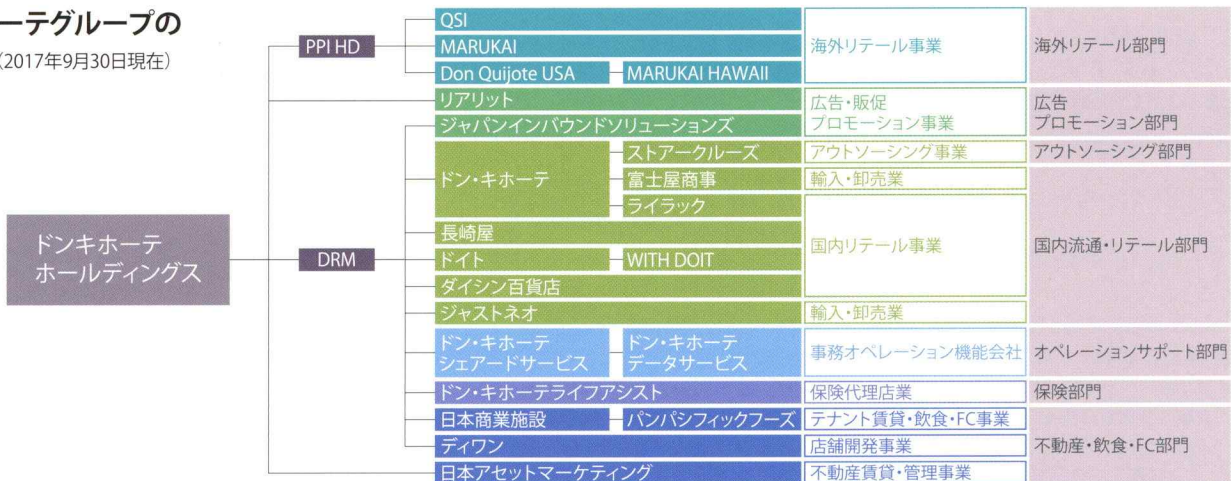 ーテグループの
(2017年9月30日現在)
ドンキホーテ
ホールディングス
PPI HD
DRM
QSI
MARUKAI
Don Quijote USA
MARUKAI HAWAII
リアリット
ジャパンインバウンドソリューションズ
ドン・キホーテ
ストアークルーズ
富士屋商事
ライラック
長崎屋
ドイト
WITH DOIT
ダイシン百貨店
ジャストネオ
ドン・キホーテ
シェアードサービス
ドン・キホーテ
データサービス
ドン・キホーテライフアシスト
日本商業施設
パンパシフィックフーズ
ディワン
日本アセットマーケティング
海外リテール事業
広告・販促
プロモーション事業
アウトソーシング事業
輸入・卸売業
国内リテール事業
輸入・卸売業
事務オペレーション機能会社
保険代理店業
テナント賃貸・飲食・FC事業
店舗開発事業
不動産賃貸・管理事業
海外リテール部門
広告
プロモーション部門
アウトソーシング部門
国内流通・リテール部門
オペレーションサポート部門
保険部門
不動産・飲食・FC部門